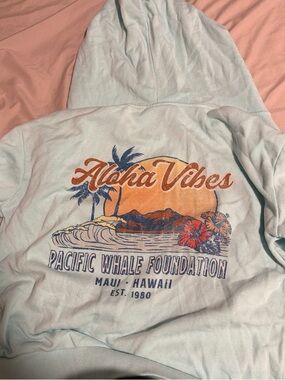 Aloha Vibes
PACIFIC WHALE FOUNDATION
MAUI • HAWAII
EST. 1980